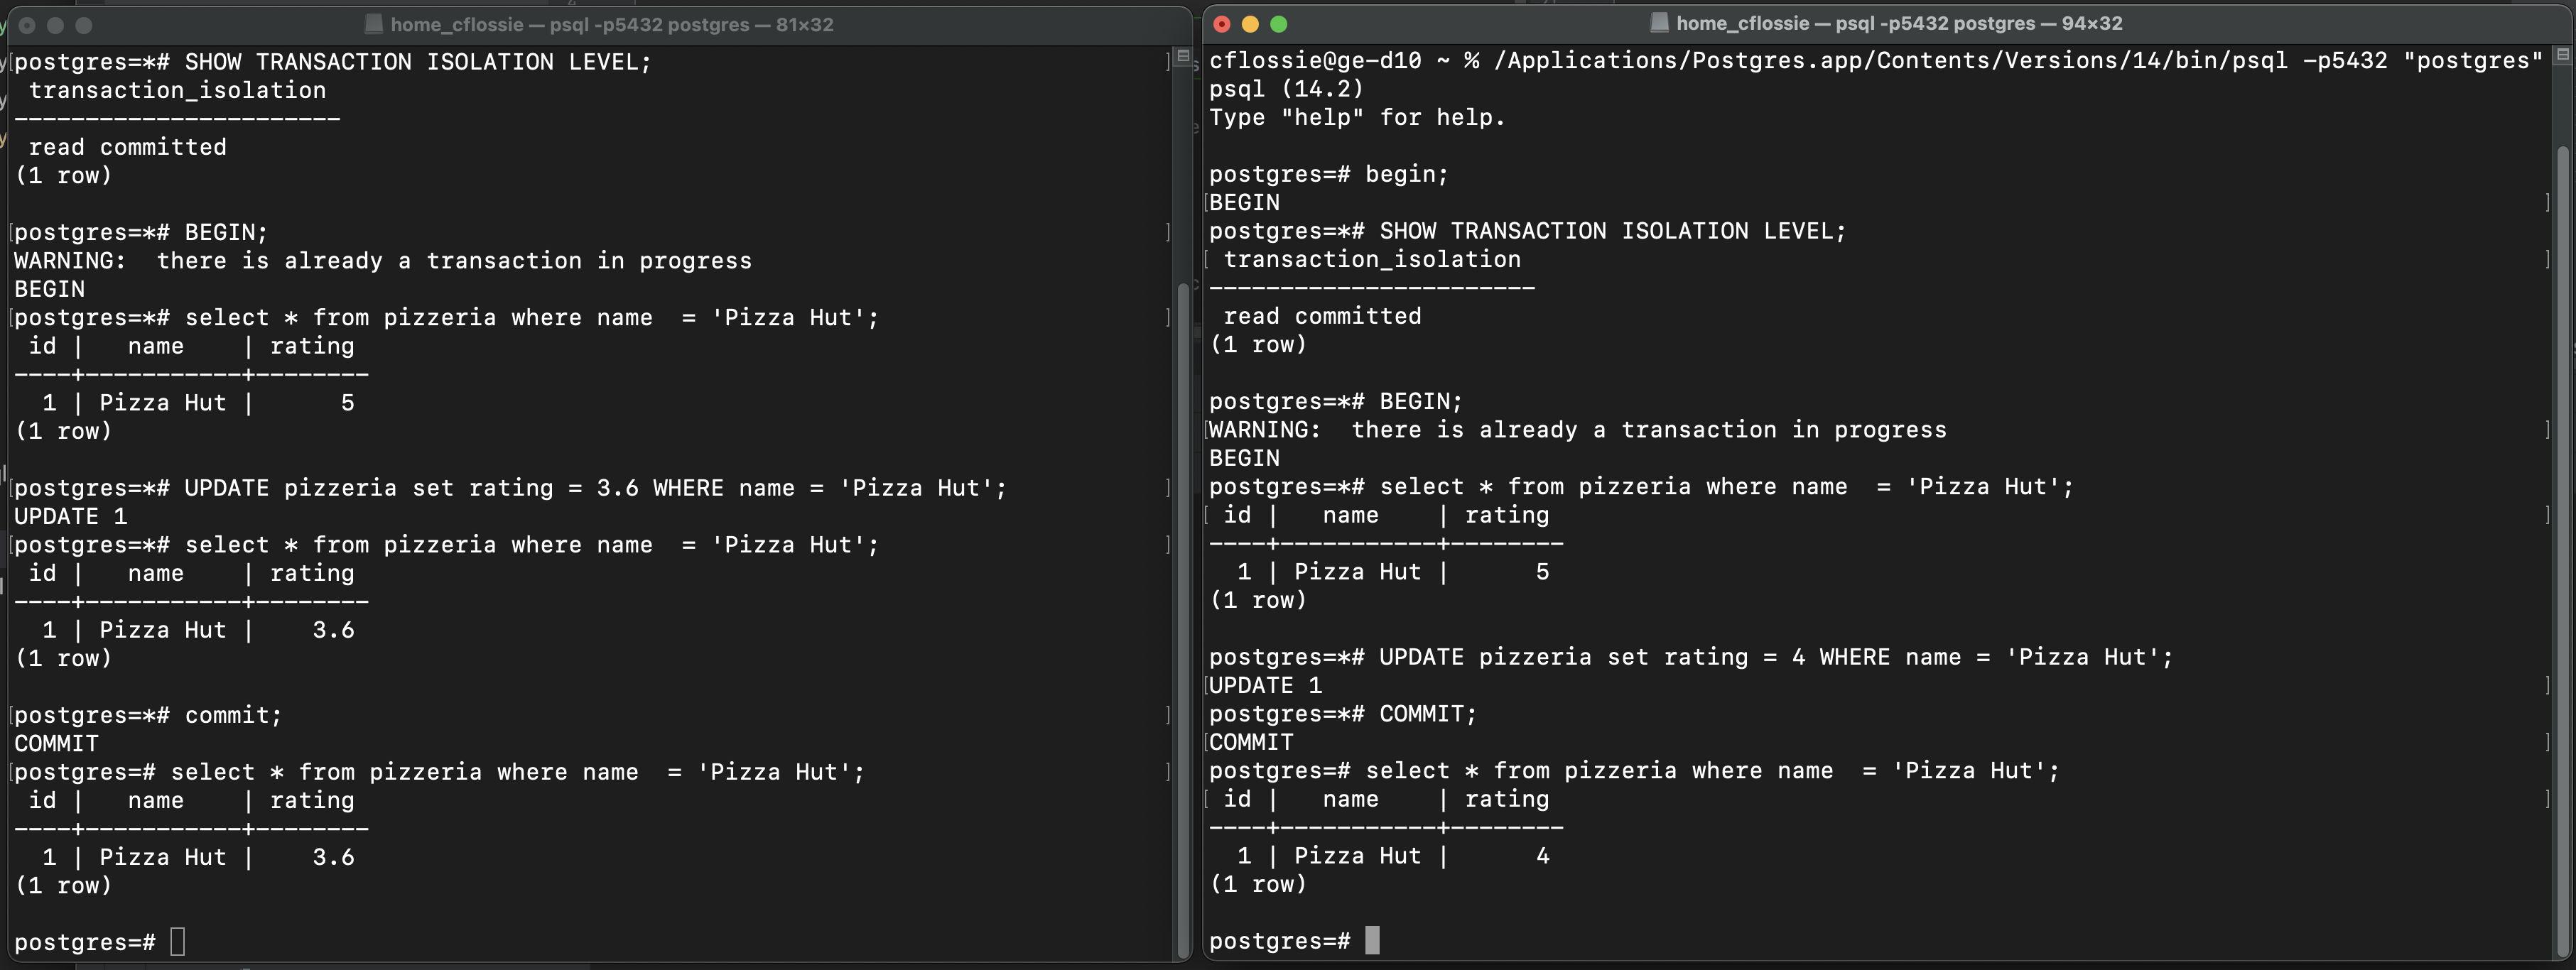 home_cflossie — psql -p5432 postgres — 81×32
postgres=*# SHOW TRANSACTION ISOLATION LEVEL;
transaction_isolation
-----------------------
read committed
(1 row)
postgres=*# BEGIN;
WARNING:  there is already a transaction in progress
BEGIN
postgres=*# select * from pizzeria where name  = 'Pizza Hut';
 id |   name    | rating
----+-----------+--------
  1 | Pizza Hut |      5
(1 row)
postgres=*# UPDATE pizzeria set rating = 3.6 WHERE name = 'Pizza Hut';
UPDATE 1
postgres=*# select * from pizzeria where name  = 'Pizza Hut';
 id |   name    | rating
----+-----------+--------
  1 | Pizza Hut |    3.6
(1 row)
postgres=*# commit;
COMMIT
postgres=# select * from pizzeria where name  = 'Pizza Hut';
 id |   name    | rating
----+-----------+--------
  1 | Pizza Hut |    3.6
(1 row)
postgres=#
home_cflossie — psql -p5432 postgres — 94×32
cflossie@ge-d10 ~ % /Applications/Postgres.app/Contents/Versions/14/bin/psql -p5432 "postgres"
psql (14.2)
Type "help" for help.
postgres=# begin;
BEGIN
postgres=*# SHOW TRANSACTION ISOLATION LEVEL;
transaction_isolation
-----------------------
read committed
(1 row)
postgres=*# BEGIN;
WARNING:  there is already a transaction in progress
BEGIN
postgres=*# select * from pizzeria where name  = 'Pizza Hut';
 id |   name    | rating
----+-----------+--------
  1 | Pizza Hut |      5
(1 row)
postgres=*# UPDATE pizzeria set rating = 4 WHERE name = 'Pizza Hut';
UPDATE 1
postgres=*# COMMIT;
COMMIT
postgres=# select * from pizzeria where name  = 'Pizza Hut';
 id |   name    | rating
----+-----------+--------
  1 | Pizza Hut |      4
(1 row)
postgres=#